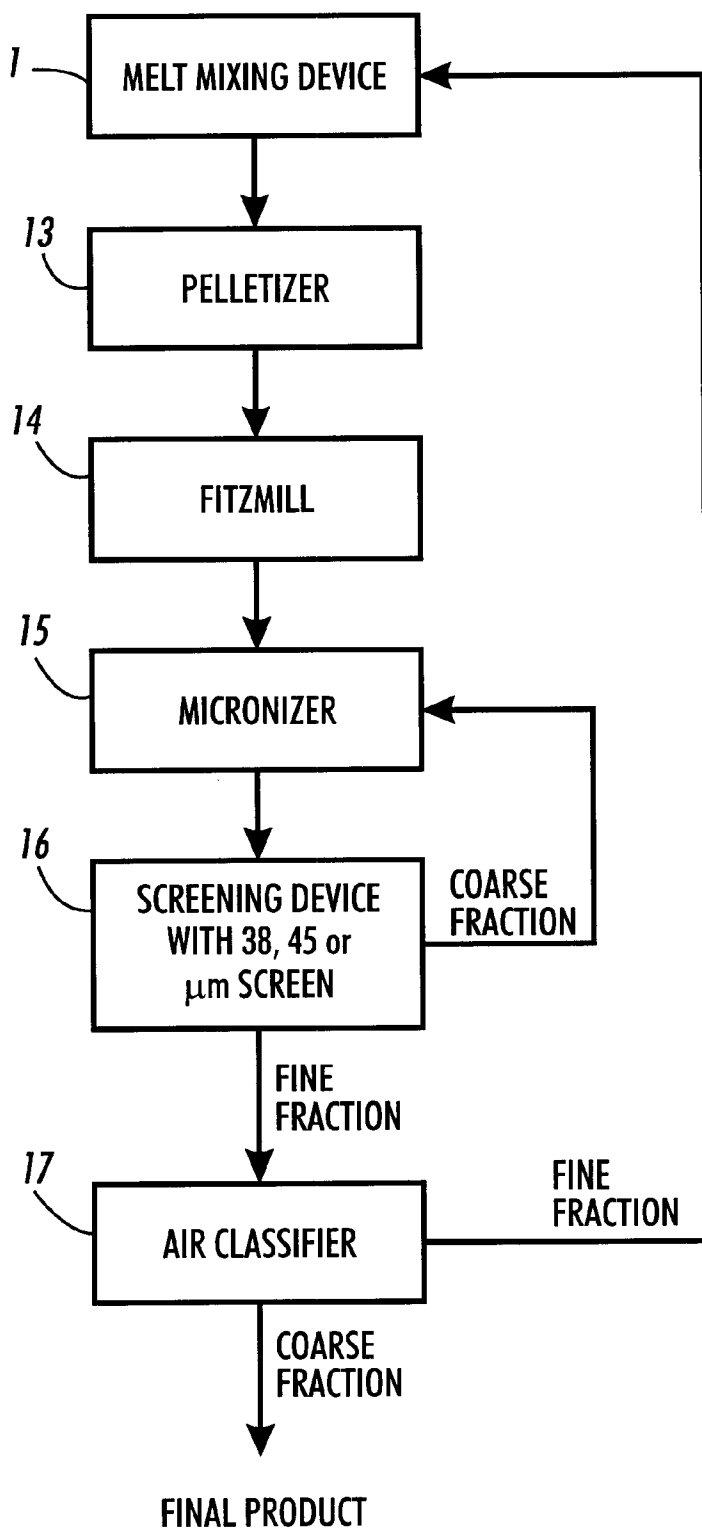 1
MELT MIXING DEVICE
13
PELLETIZER
14
FITZMILL
15
MICRONIZER
16
SCREENING DEVICE
WITH 38, 45 or
μm SCREEN
COARSE
FRACTION
FINE
FRACTION
17
AIR CLASSIFIER
FINE
FRACTION
COARSE
FRACTION
FINAL PRODUCT